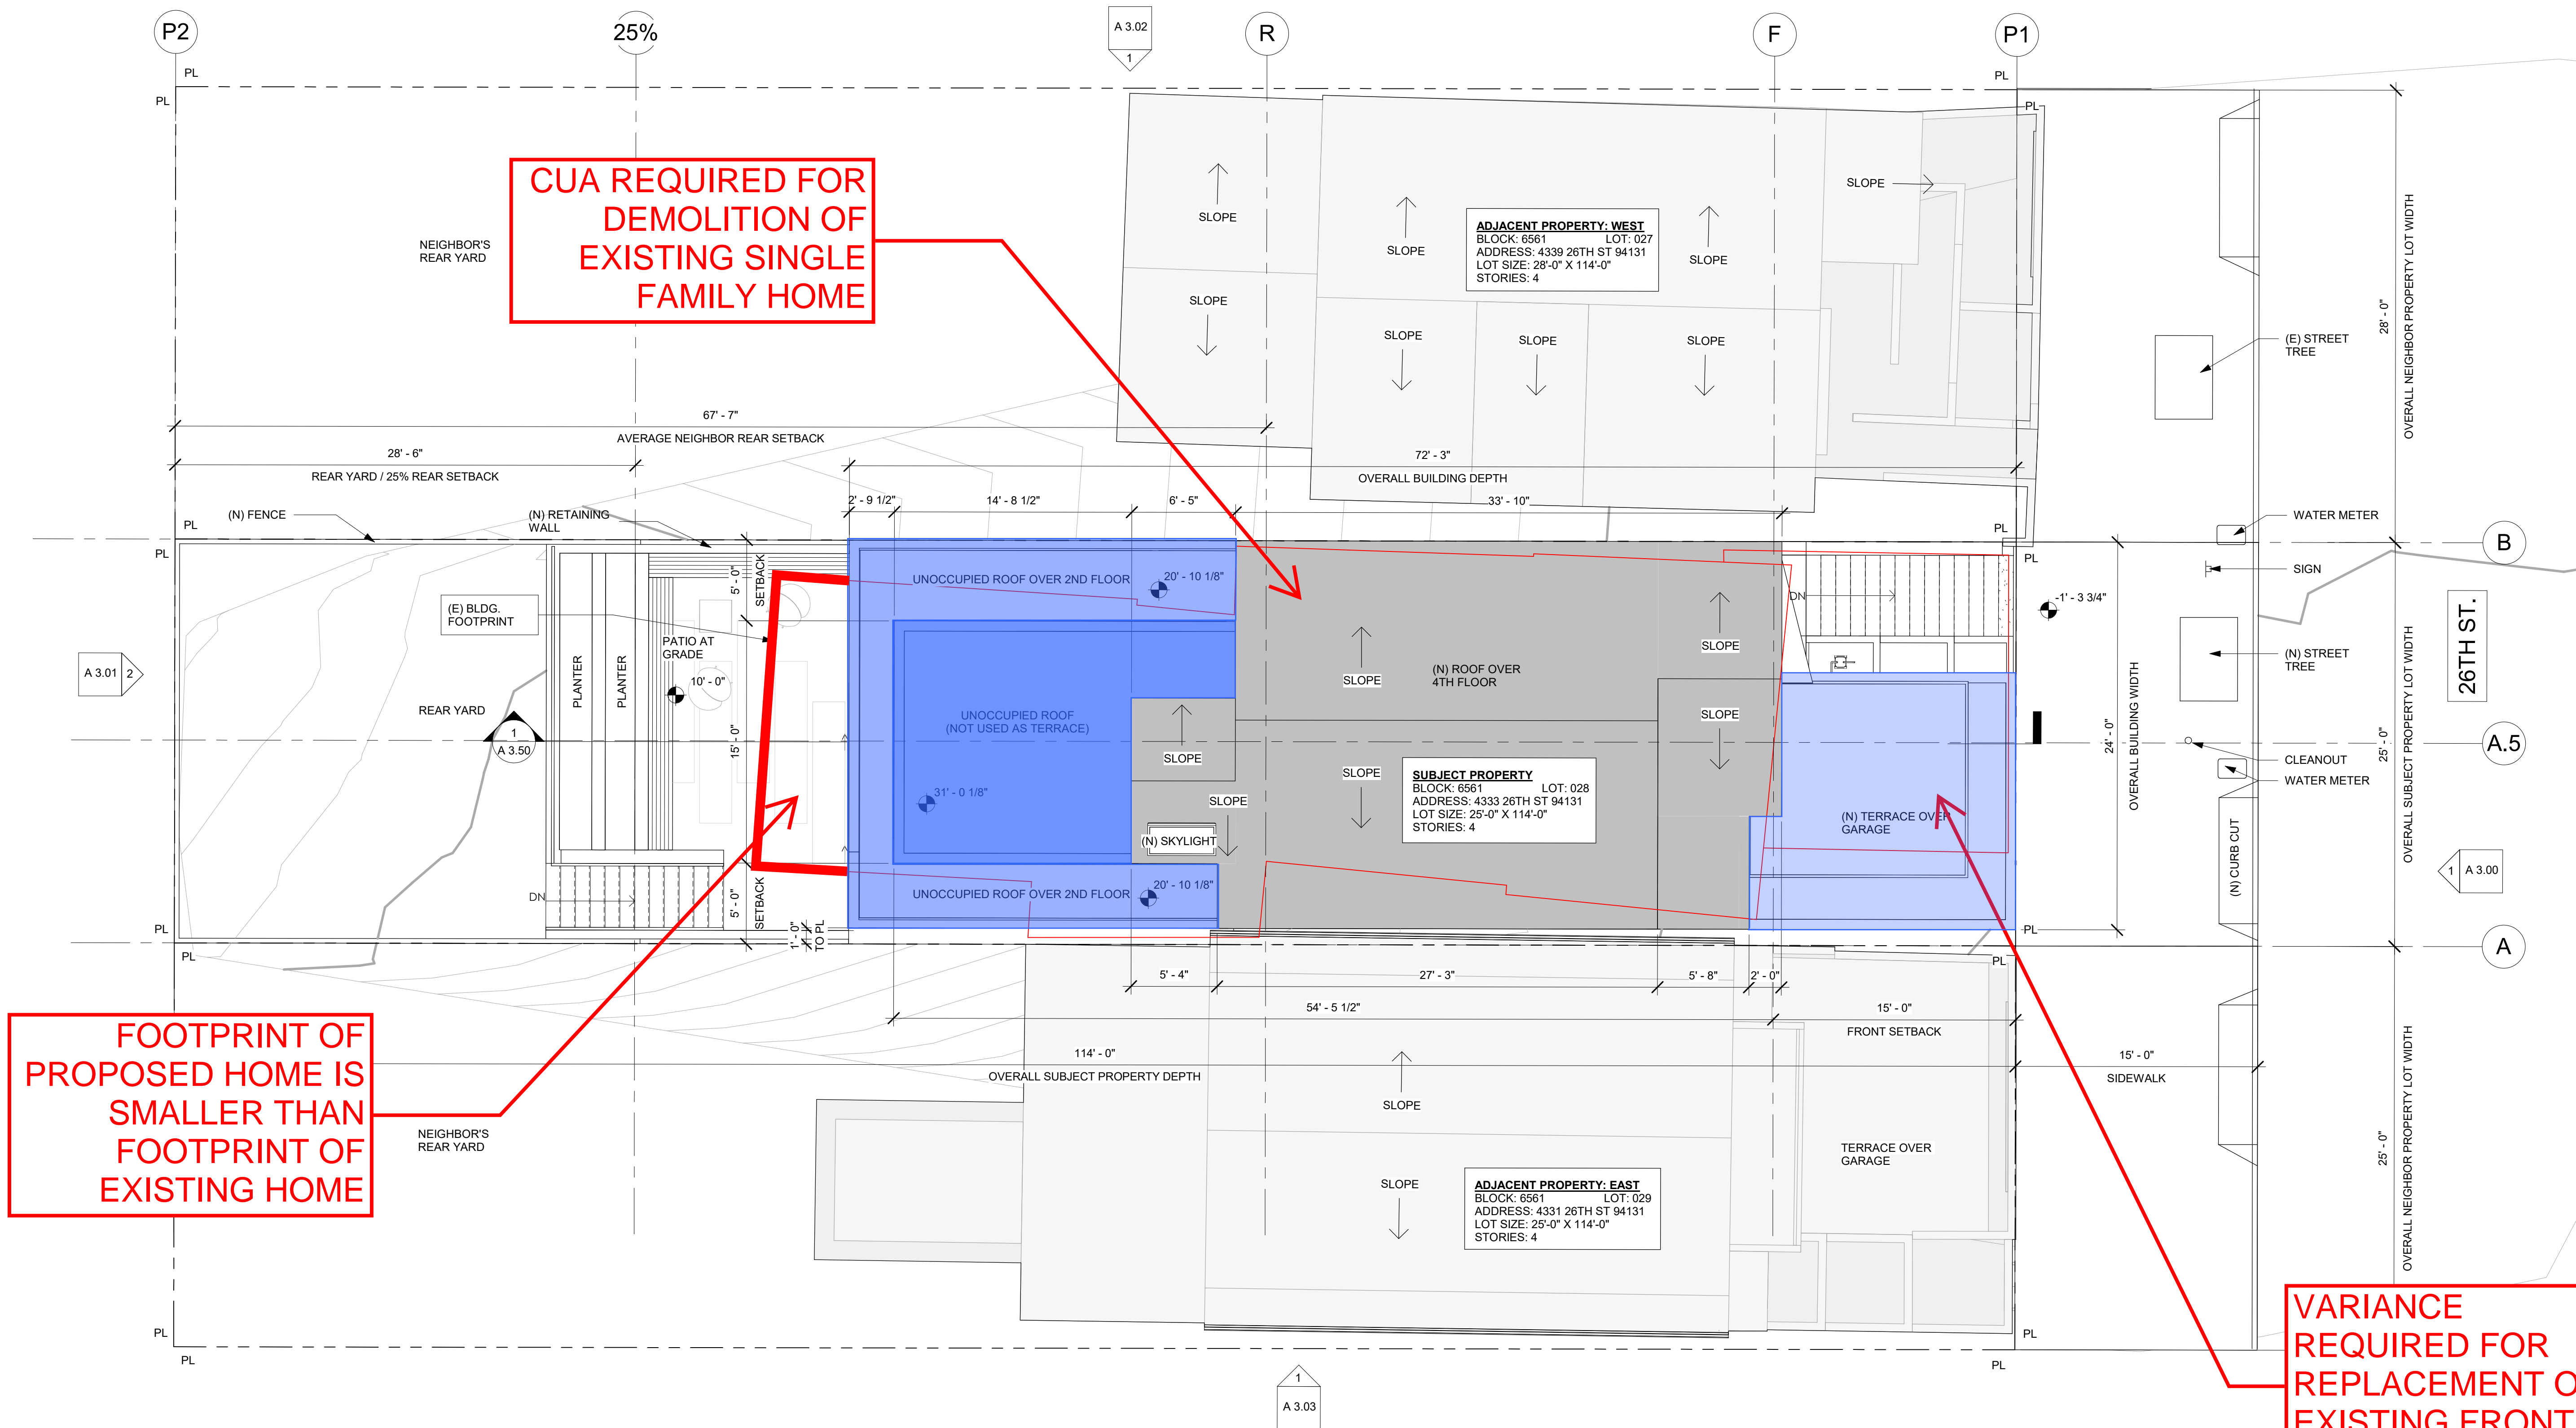 P2
25%
A 3.02
1
R
F
P1
PL
PL
PL
PL
CUA REQUIRED FOR
DEMOLITION OF
EXISTING SINGLE
FAMILY HOME
NEIGHBOR'S
REAR YARD
SLOPE
SLOPE
SLOPE
SLOPE
SLOPE
SLOPE
SLOPE
SLOPE
ADJACENT PROPERTY: WEST
BLOCK: 6561 LOT: 027
ADDRESS: 4339 26TH ST 94131
LOT SIZE: 28'-0" X 114'-0"
STORIES: 4
28' - 0"
OVERALL NEIGHBOR PROPERTY LOT WIDTH
(E) STREET
TREE
67' - 7"
AVERAGE NEIGHBOR REAR SETBACK
28' - 6"
REAR YARD / 25% REAR SETBACK
72' - 3"
OVERALL BUILDING DEPTH
2' - 9 1/2"
14' - 8 1/2"
6' - 5"
33' - 10"
(N) FENCE
(N) RETAINING
WALL
PL
PL
PL
PL
WATER METER
B
SIGN
5' - 0"
SETBACK
UNOCCUPIED ROOF OVER 2ND FLOOR
20' - 10 1/8"
DN
-1' - 3 3/4"
(E) BLDG.
FOOTPRINT
PATIO AT
GRADE
PLANTER
PLANTER
10' - 0"
A 3.01
2
REAR YARD
1
A 3.50
15' - 0"
UNOCCUPIED ROOF
(NOT USED AS TERRACE)
31' - 0 1/8"
SLOPE
SLOPE
SLOPE
SLOPE
SLOPE
SLOPE
(N) ROOF OVER
4TH FLOOR
(N) SKYLIGHT
SUBJECT PROPERTY
BLOCK: 6561 LOT: 028
ADDRESS: 4333 26TH ST 94131
LOT SIZE: 25'-0" X 114'-0"
STORIES: 4
(N) TERRACE OVER
GARAGE
24' - 0"
OVERALL BUILDING WIDTH
(N) STREET
TREE
26TH ST.
A.5
25' - 0"
OVERALL SUBJECT PROPERTY LOT WIDTH
CLEANOUT
WATER METER
(N) CURB CUT
1
A 3.00
DN
5' - 0"
SETBACK
1' - 0"
TO PL
UNOCCUPIED ROOF OVER 2ND FLOOR
20' - 10 1/8"
PL
PL
PL
PL
A
5' - 4"
27' - 3"
5' - 8"
2' - 0"
54' - 5 1/2"
15' - 0"
FRONT SETBACK
114' - 0"
OVERALL SUBJECT PROPERTY DEPTH
15' - 0"
SIDEWALK
FOOTPRINT OF
PROPOSED HOME IS
SMALLER THAN
FOOTPRINT OF
EXISTING HOME
NEIGHBOR'S
REAR YARD
SLOPE
SLOPE
TERRACE OVER
GARAGE
ADJACENT PROPERTY: EAST
BLOCK: 6561 LOT: 029
ADDRESS: 4331 26TH ST 94131
LOT SIZE: 25'-0" X 114'-0"
STORIES: 4
25' - 0"
OVERALL NEIGHBOR PROPERTY LOT WIDTH
PL
PL
PL
PL
1
A 3.03
VARIANCE
REQUIRED FOR
REPLACEMENT O
EXISTING FRONT